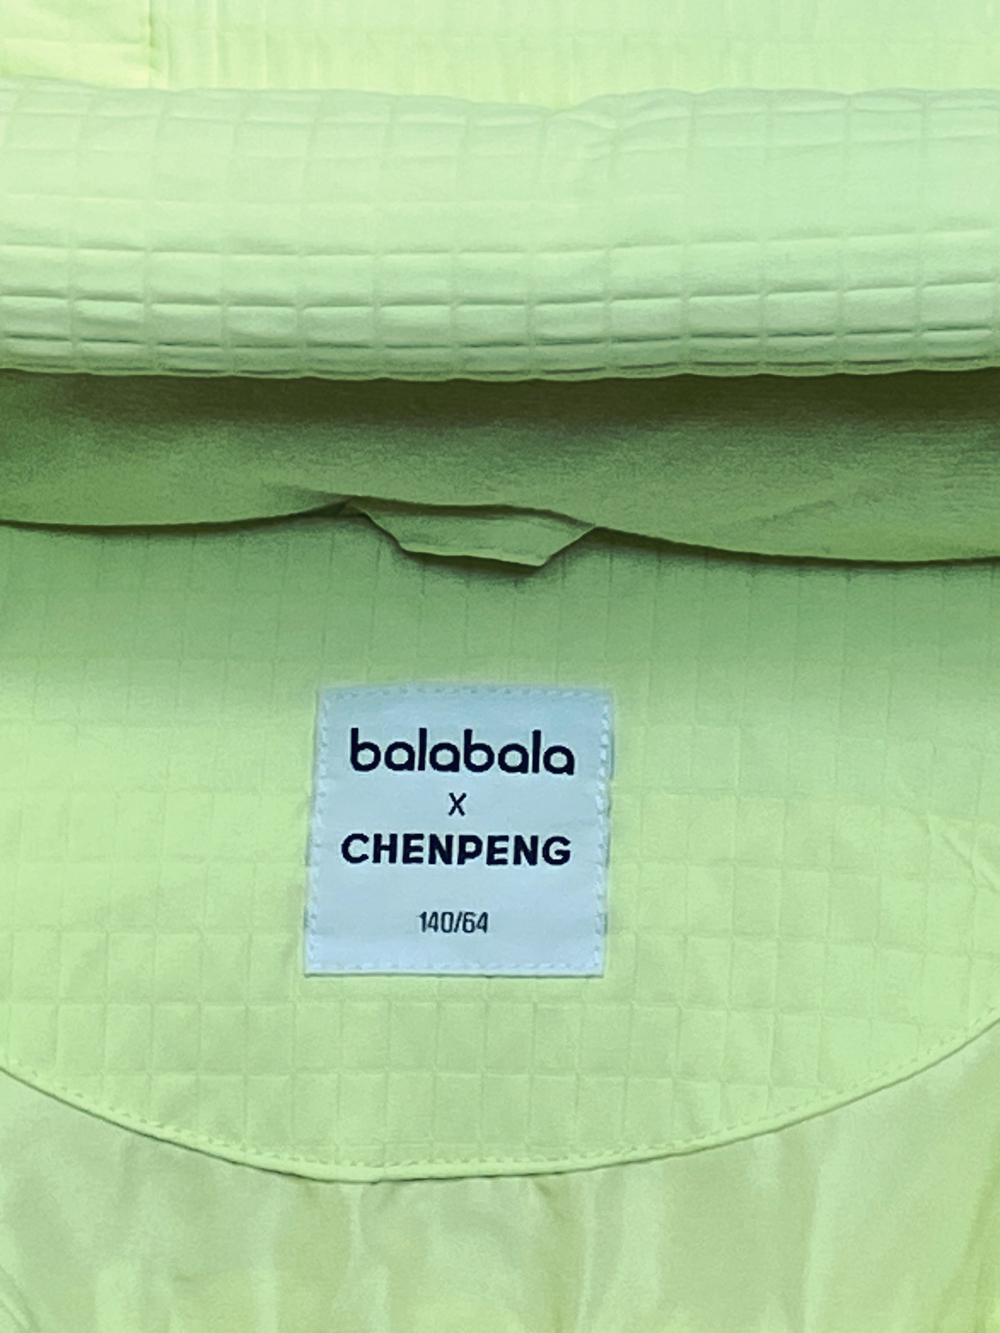 balabala
X
CHENPENG
140/64